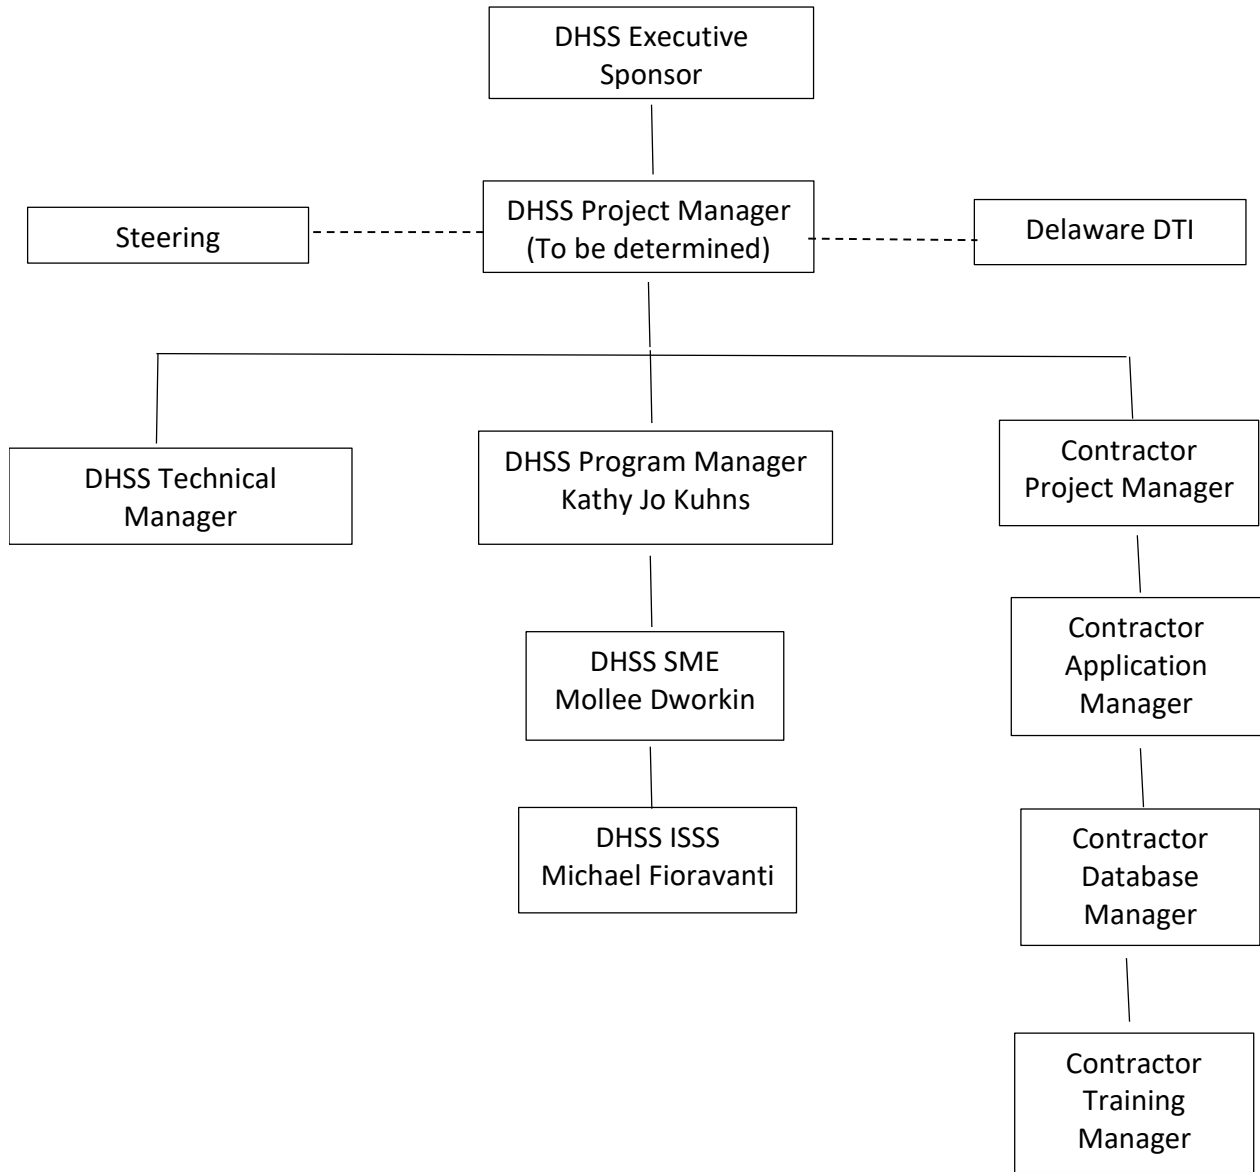 DHSS Executive
Sponsor
Steering
DHSS Project Manager
(To be determined)
Delaware DTI
DHSS Technical
Manager
DHSS Program Manager
Kathy Jo Kuhns
Contractor
Project Manager
DHSS SME
Mollee Dworkin
Contractor
Application
Manager
DHSS ISSS
Michael Fioravanti
Contractor
Database
Manager
Contractor
Training
Manager